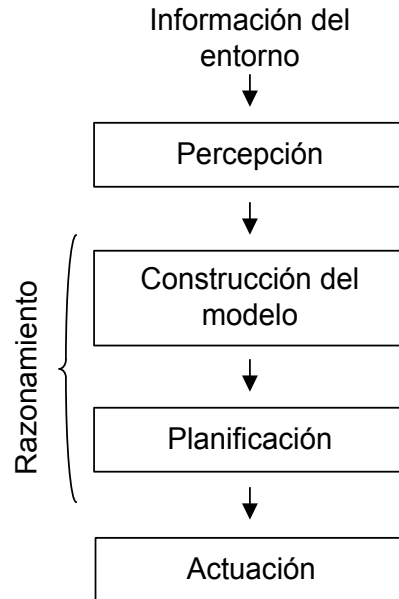 Información del
entorno
Percepción
Construcción del
modelo
Razonamiento
Planificación
Actuación